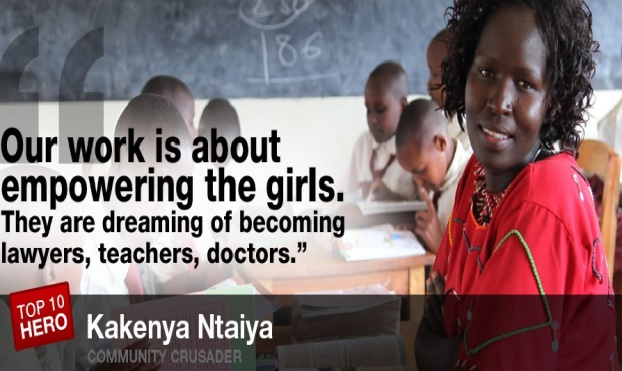 186
“Our work is about
empowering the girls.
They are dreaming of becoming
lawyers, teachers, doctors.”
TOP 10
HERO
Kakenya Ntaiya
COMMUNITY CRUSADER